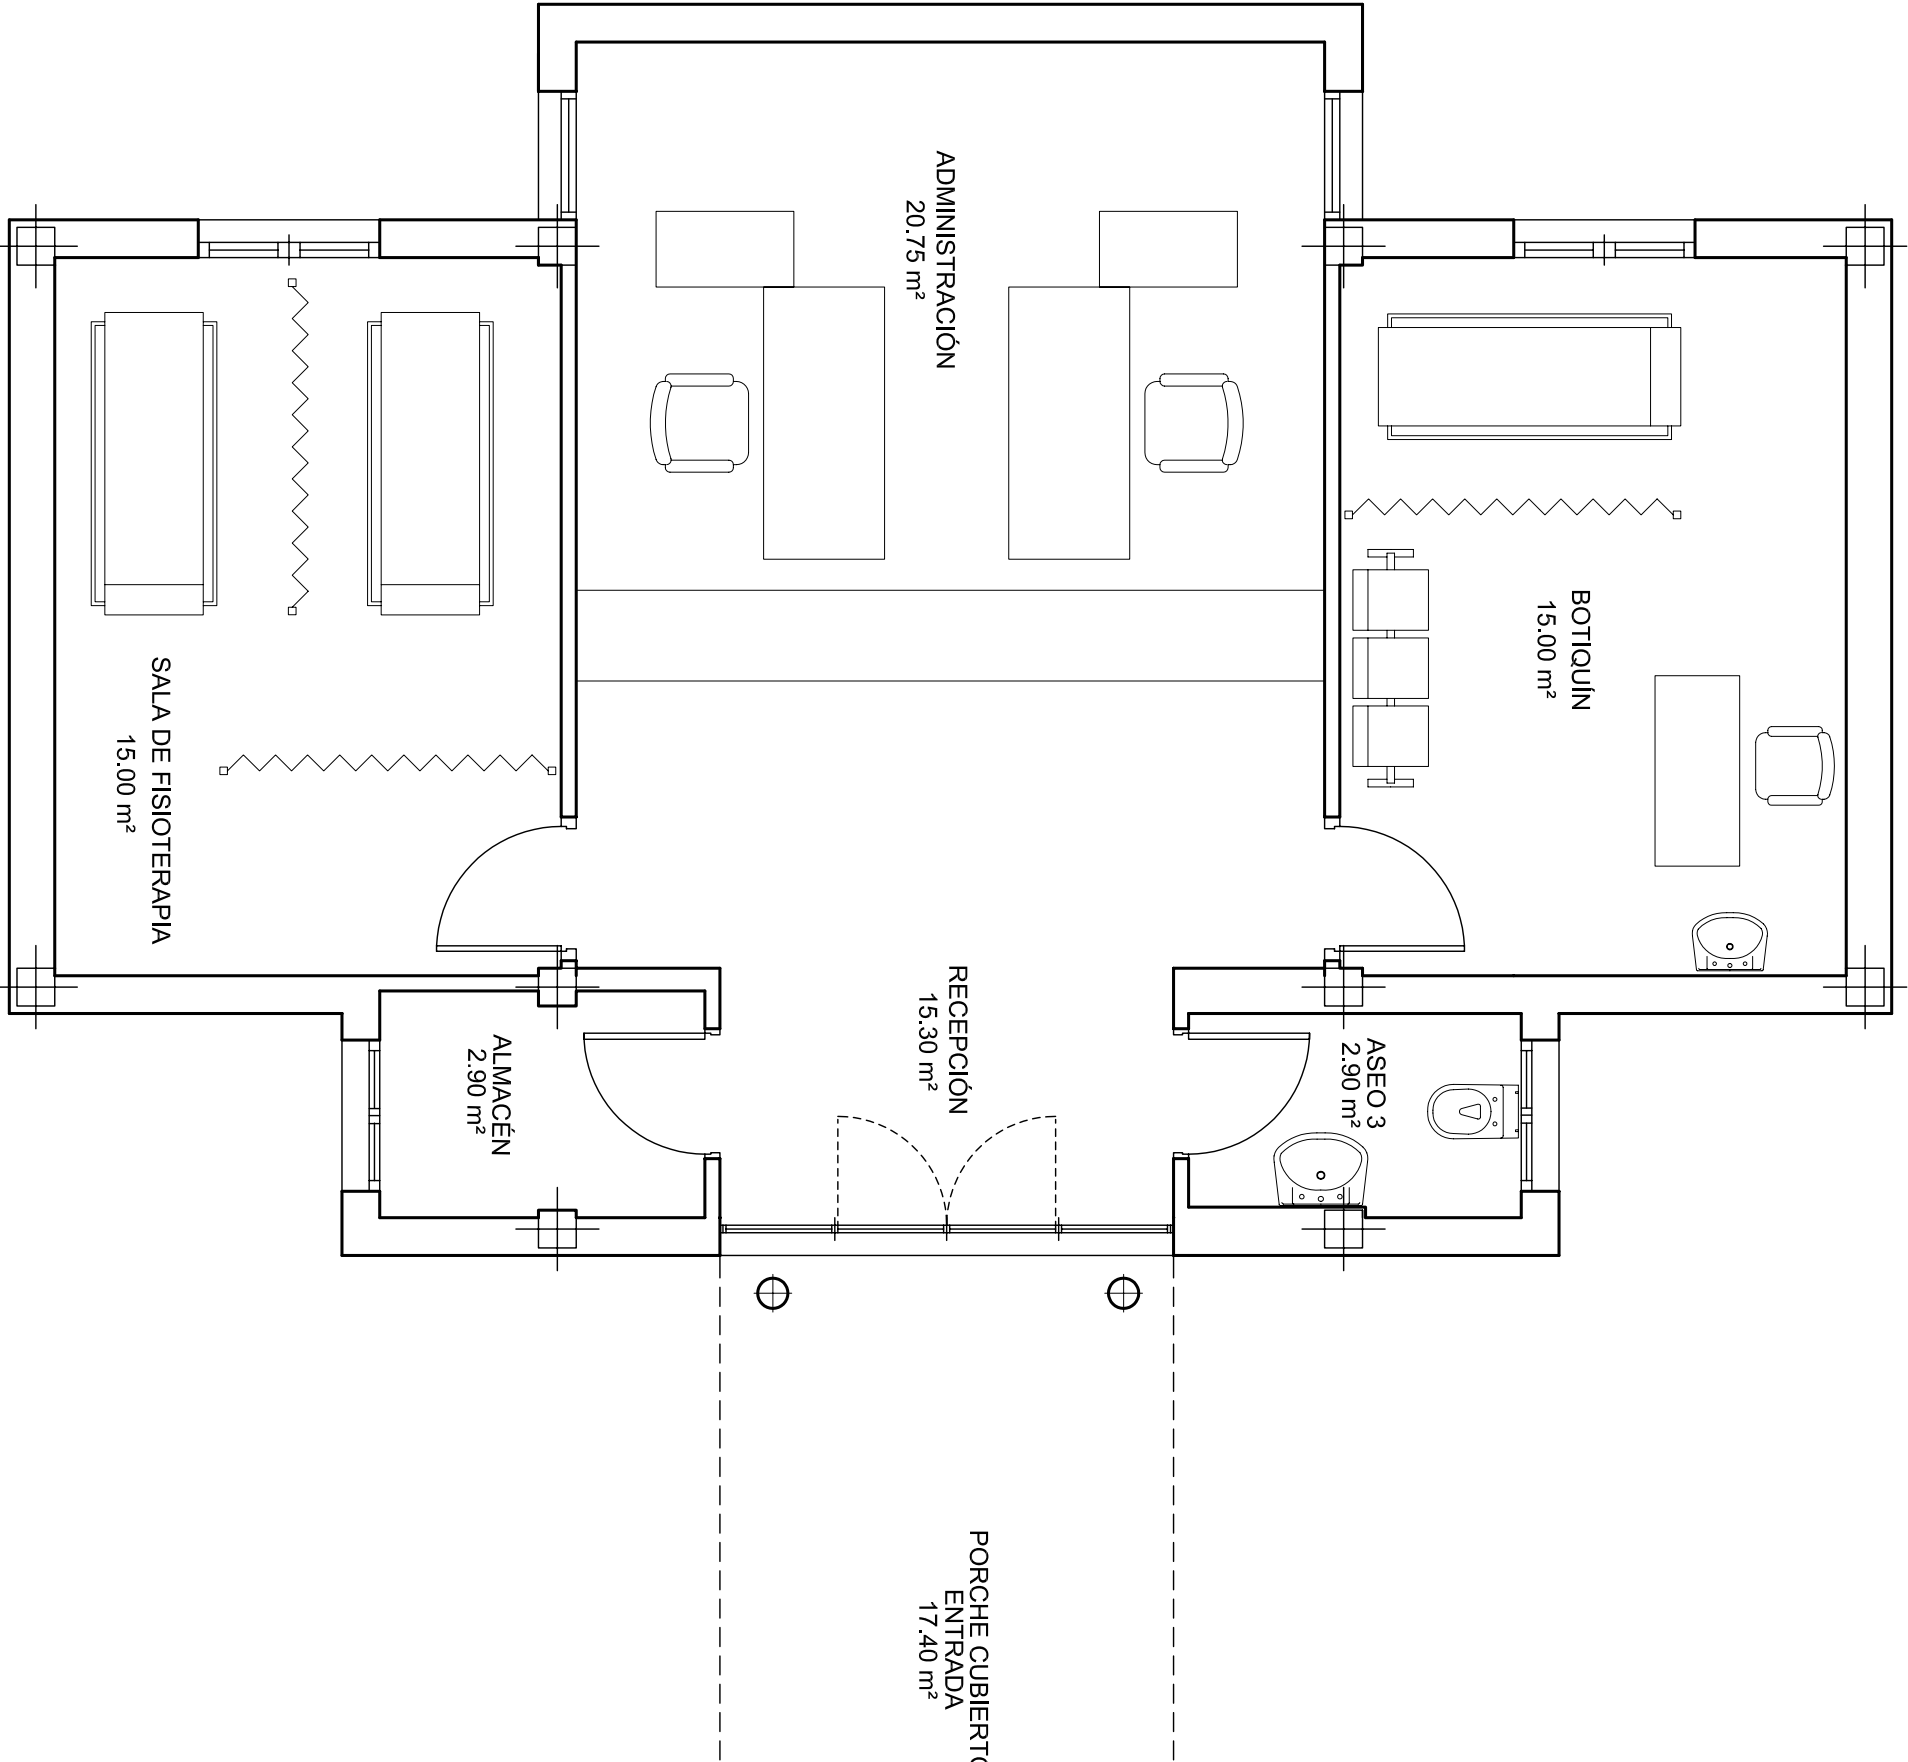 ADMINISTRACIÓN
20.75 m²
BOTIQUÍN
15.00 m²
SALA DE FISIOTERAPIA
15.00 m²
RECEPCIÓN
15.30 m²
ALMACÉN
2.90 m²
ASEO 3
2.90 m²
PORCHE CUBIERTO
ENTRADA
17.40 m²